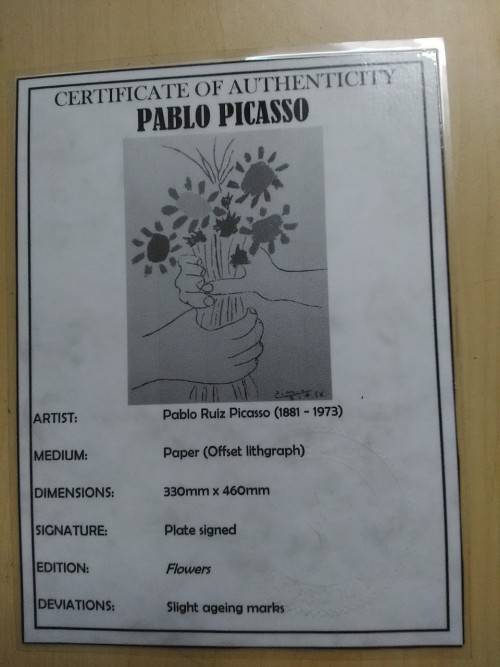 CERTIFICATE OF AUTHENTICITY
PABLO PICASSO
ARTIST: Pablo Ruiz Picasso (1881 - 1973)
MEDIUM: Paper (Offset lithgraph)
DIMENSIONS: 330mm x 460mm
SIGNATURE: Plate signed
EDITION: Flowers
DEVIATIONS: Slight ageing marks